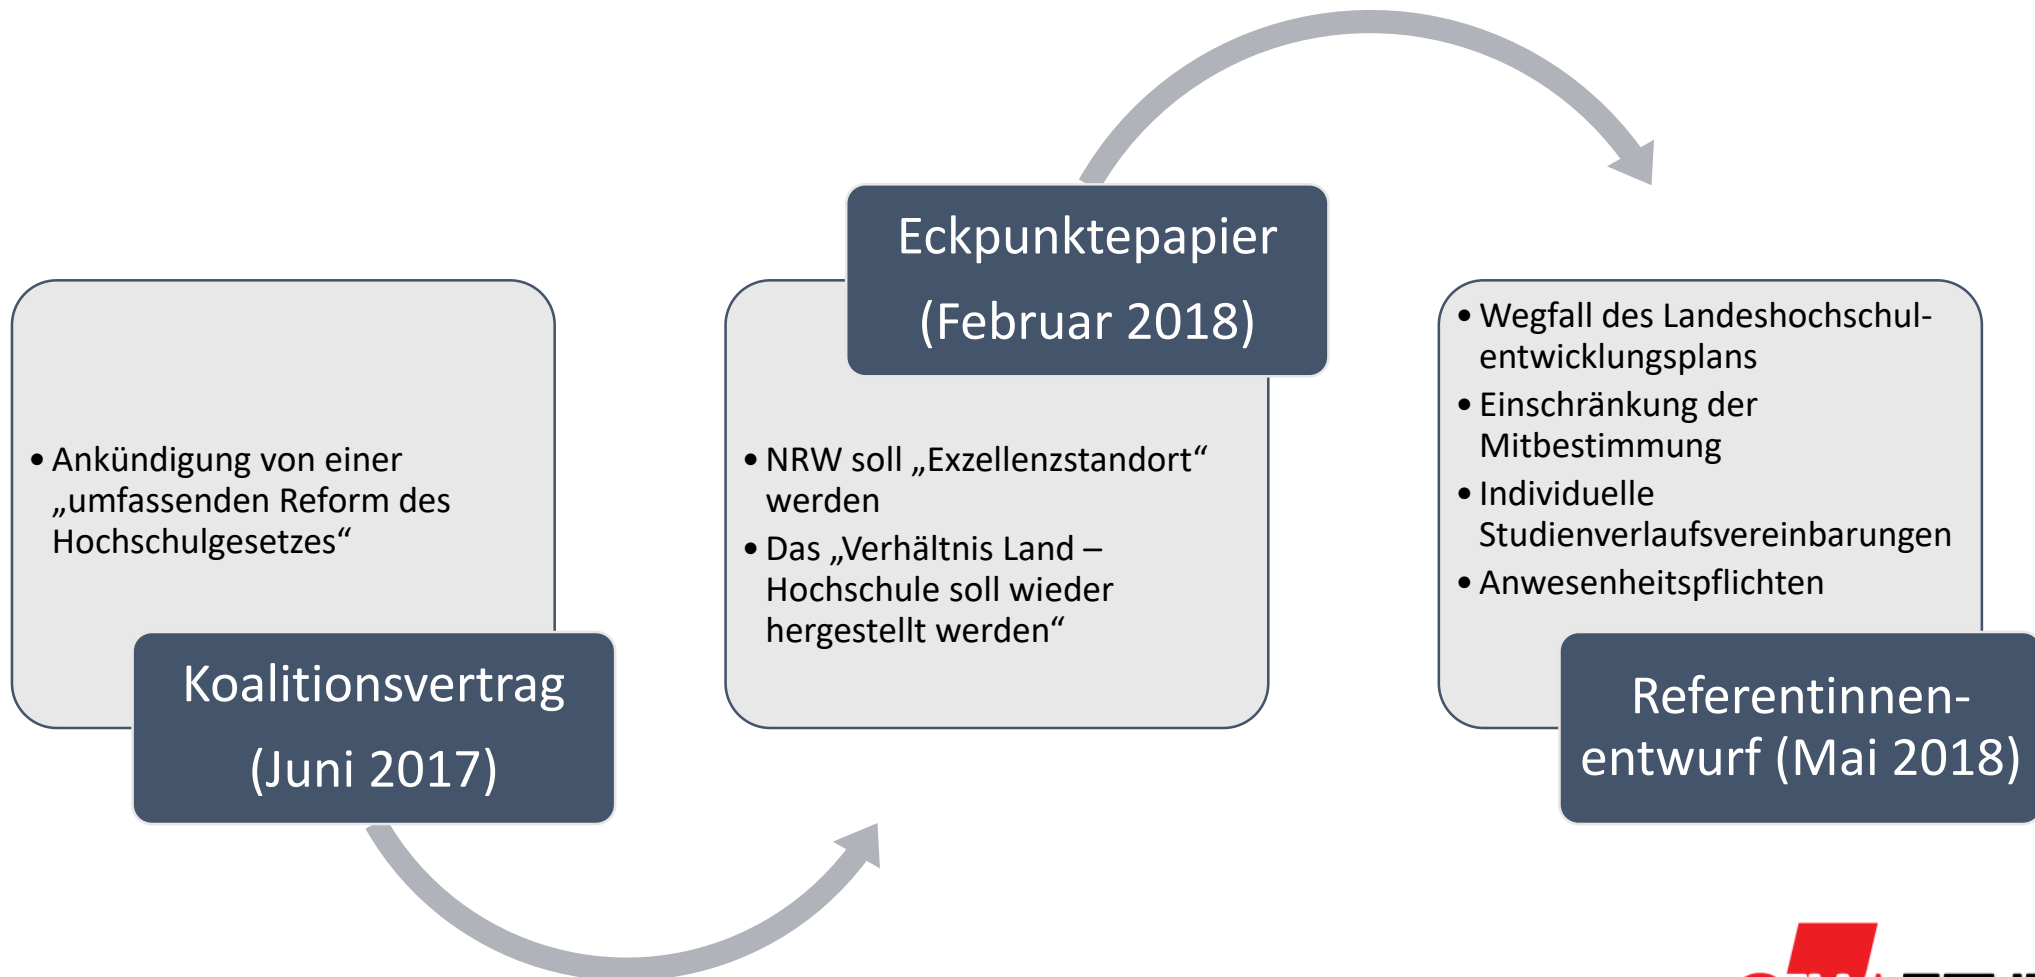 • Ankündigung von einer
„umfassenden Reform des
Hochschulgesetzes“
Koalitionsvertrag
(Juni 2017)
Eckpunktepapier
(Februar 2018)
• NRW soll „Exzellenzstandort“
werden
• Das „Verhältnis Land –
Hochschule soll wieder
hergestellt werden“
• Wegfall des Landeshochschul-
entwicklungsplans
• Einschränkung der
Mitbestimmung
• Individuelle
Studienverlaufsvereinbarungen
• Anwesenheitspflichten
Referentinnen-
entwurf (Mai 2018)